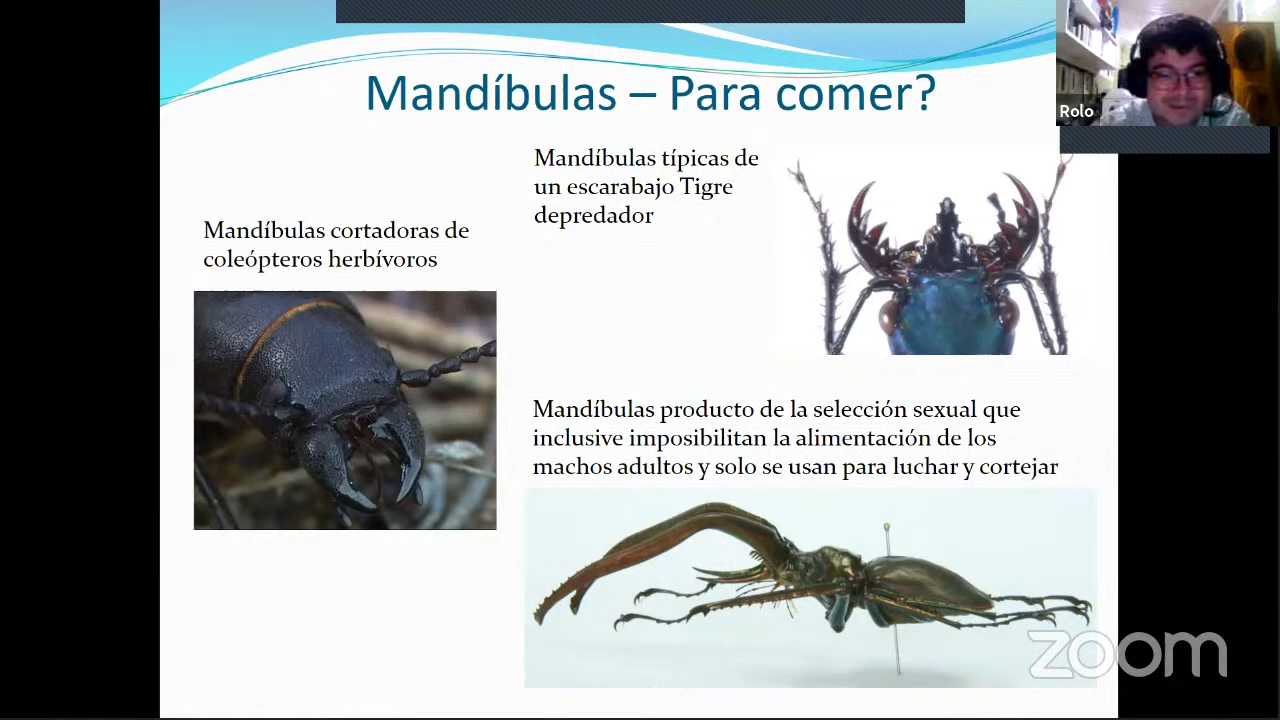 Mandíbulas – Para comer?
Rolo
Mandíbulas típicas de
un escarabajo Tigre
depredador
Mandíbulas cortadoras de
coleópteros herbívoros
Mandíbulas producto de la selección sexual que
inclusive imposibilitan la alimentación de los
machos adultos y solo se usan para luchar y cortejar
zoom